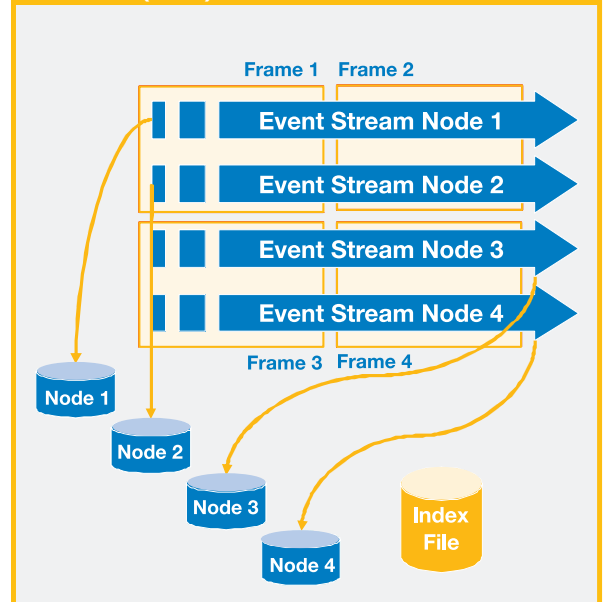 Frame 1 Frame 2
Event Stream Node 1
Event Stream Node 2
Event Stream Node 3
Event Stream Node 4
Frame 3 Frame 4
Node 1
Node 2
Node 3
Node 4
Index
File